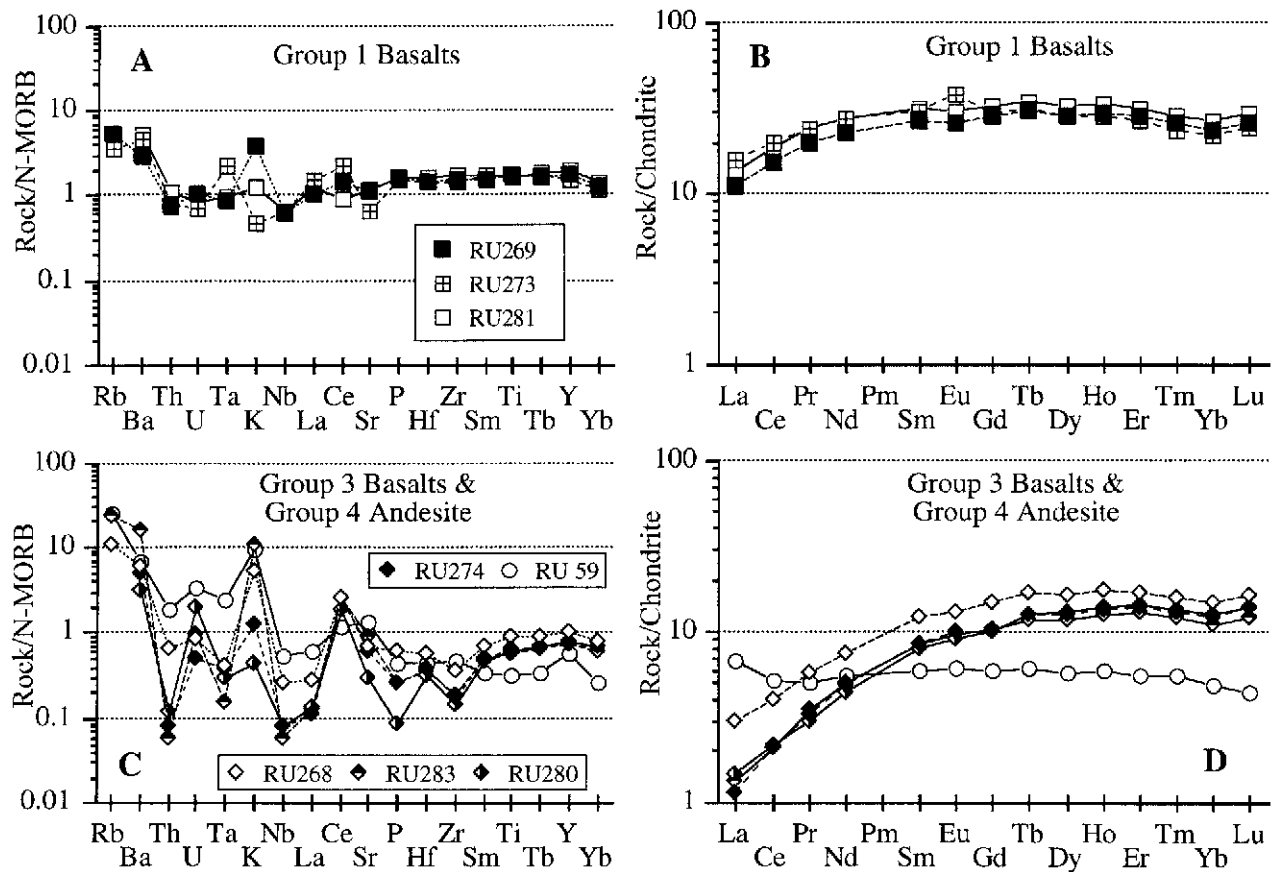 A
Group 1 Basalts
Rock/N-MORB
100
10
1
0.1
0.01
RU269
RU273
RU281
Rb Th Ta Nb Ce P Zr Ti Y
Ba U K La Sr Hf Sm Tb Yb
B
Group 1 Basalts
Rock/Chondrite
100
10
1
La Pr Pm Eu Tb Ho Tm Lu
Ce Nd Sm Gd Dy Er Yb
C
Group 3 Basalts &
Group 4 Andesite
Rock/N-MORB
100
10
1
0.1
0.01
RU274 RU 59
RU268 RU283 RU280
Rb Th Ta Nb Ce P Zr Ti Y
Ba U K La Sr Hf Sm Tb Yb
D
Group 3 Basalts &
Group 4 Andesite
Rock/Chondrite
100
10
1
La Pr Pm Eu Tb Ho Tm Lu
Ce Nd Sm Gd Dy Er Yb